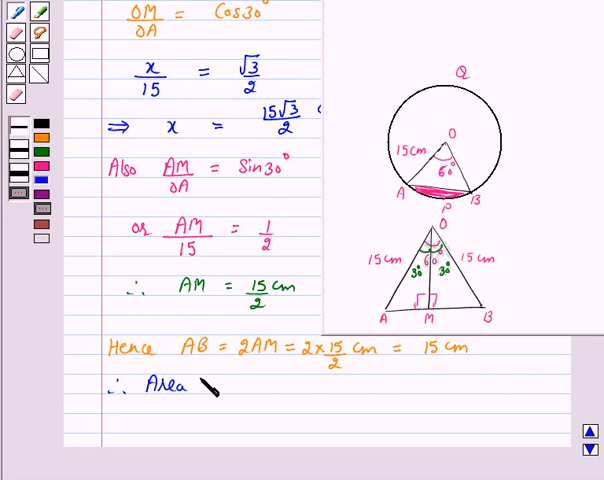 OM/OA = Cos30°
x/15 = √3/2
⇒ x = 15√3/2
Also AM/OA = Sin30°
or AM/15 = 1/2
∴ AM = 15/2 cm
Hence AB = 2AM = 2 × 15/2 cm = 15 cm
∴ Area
Q
O
15cm
60°
A
B
P
O
15 cm
15 cm
30
60
30
A
M
B